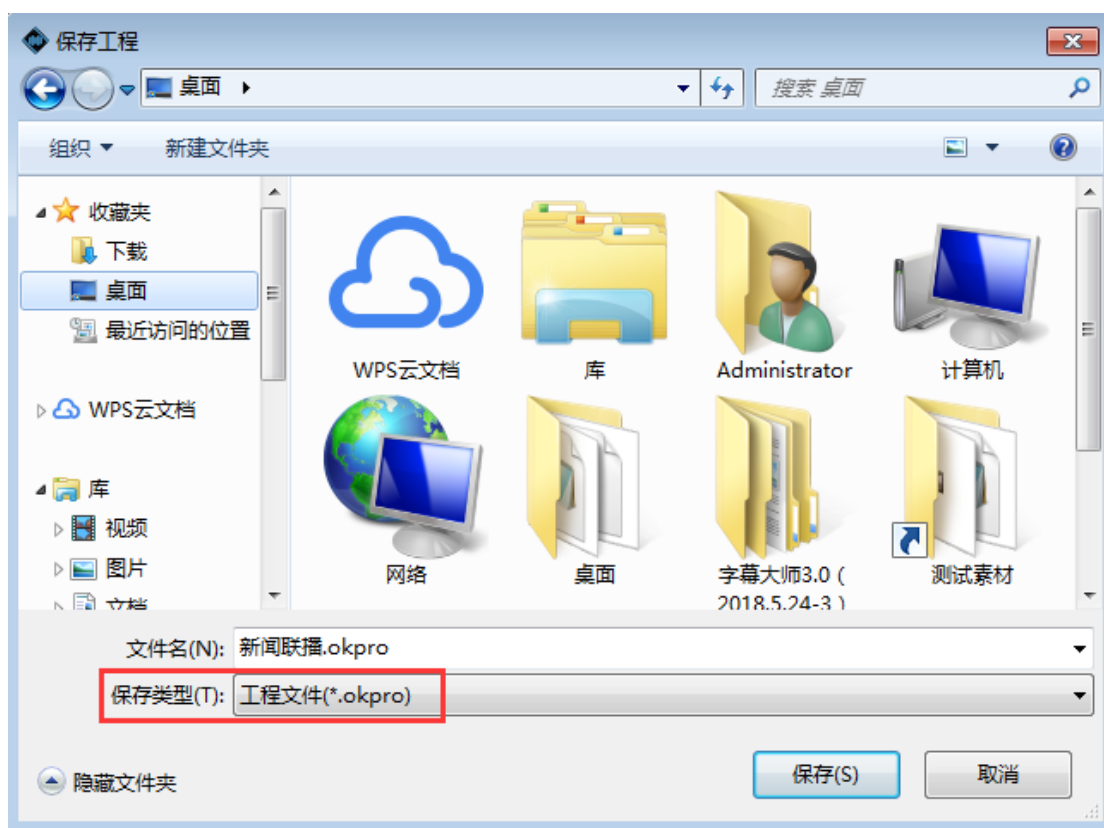 保存工程
桌面
搜索 桌面
组织
新建文件夹
收藏夹
下载
桌面
最近访问的位置
WPS云文档
库
视频
图片
文档
WPS云文档
库
Administrator
计算机
网络
桌面
字幕大师3.0 (
2018.5.24-3 )
测试素材
文件名(N): 新闻联播.okpro
保存类型(T): 工程文件(*.okpro)
隐藏文件夹
保存(S)
取消